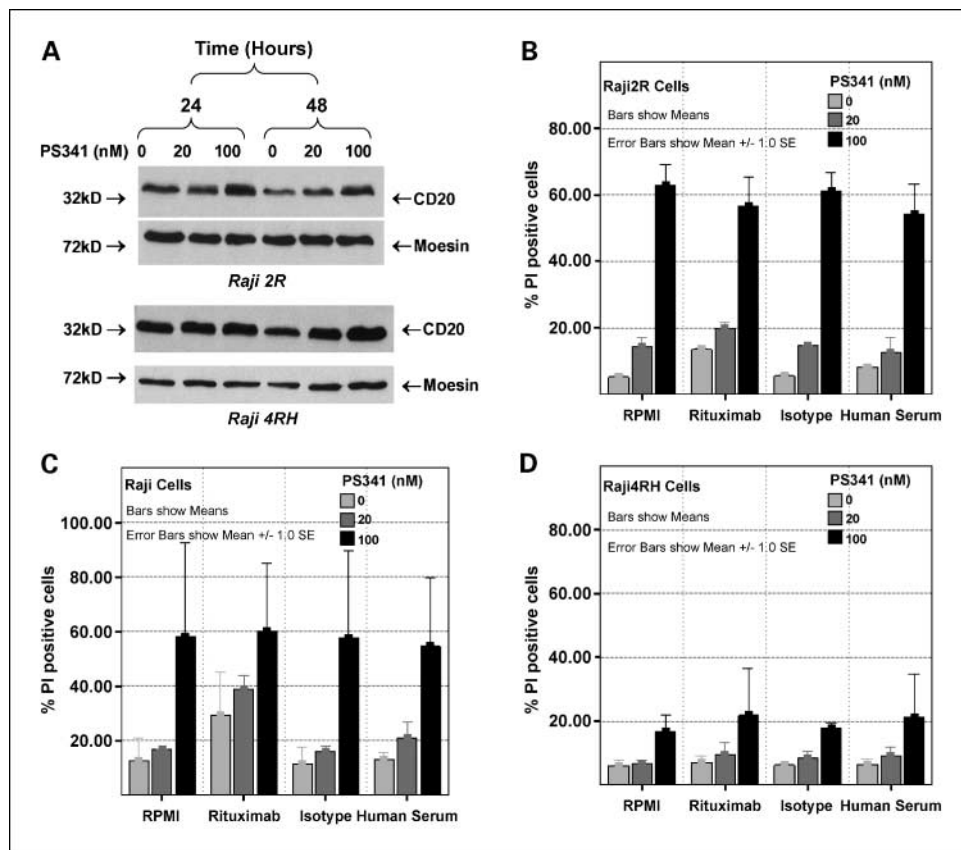 A
Time (Hours)
24 48
PS341 (nM) 0 20 100 0 20 100
32kD → ←CD20
72kD → ←Moesin
Raji 2R
32kD → ←CD20
72kD → ←Moesin
Raji 4RH
B
Raji2R Cells
Bars show Means
Error Bars show Mean +/- 1.0 SE
PS341 (nM)
0
20
100
% PI positive cells
80.00
60.00
40.00
20.00
RPMI Rituximab Isotype Human Serum
C
Raji Cells
Bars show Means
Error Bars show Mean +/- 1.0 SE
PS341 (nM)
0
20
100
% PI positive cells
100.00
80.00
60.00
40.00
20.00
RPMI Rituximab Isotype Human Serum
D
Raji4RH Cells
Bars show Means
Error Bars show Mean +/- 1.0 SE
PS341 (nM)
0
20
100
% PI positive cells
80.00
60.00
40.00
20.00
RPMI Rituximab Isotype Human Serum